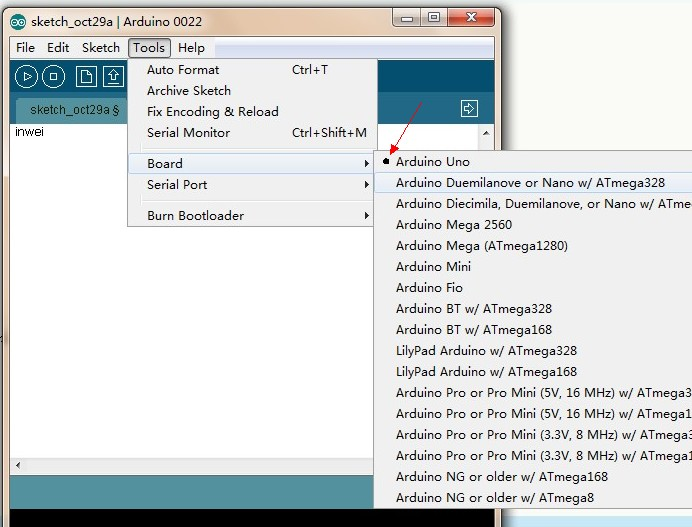 sketch_oct29a | Arduino 0022
File Edit Sketch Tools Help
Auto Format Ctrl+T
Archive Sketch
Fix Encoding & Reload
Serial Monitor Ctrl+Shift+M
Board
Serial Port
Burn Bootloader
sketch_oct29a §
inwei
Arduino Uno
Arduino Duemilanove or Nano w/ ATmega328
Arduino Diecimila, Duemilanove, or Nano w/ ATme
Arduino Mega 2560
Arduino Mega (ATmega1280)
Arduino Mini
Arduino Fio
Arduino BT w/ ATmega328
Arduino BT w/ ATmega168
LilyPad Arduino w/ ATmega328
LilyPad Arduino w/ ATmega168
Arduino Pro or Pro Mini (5V, 16 MHz) w/ ATmega3
Arduino Pro or Pro Mini (5V, 16 MHz) w/ ATmega1
Arduino Pro or Pro Mini (3.3V, 8 MHz) w/ ATmega3
Arduino Pro or Pro Mini (3.3V, 8 MHz) w/ ATmega1
Arduino NG or older w/ ATmega168
Arduino NG or older w/ ATmega8